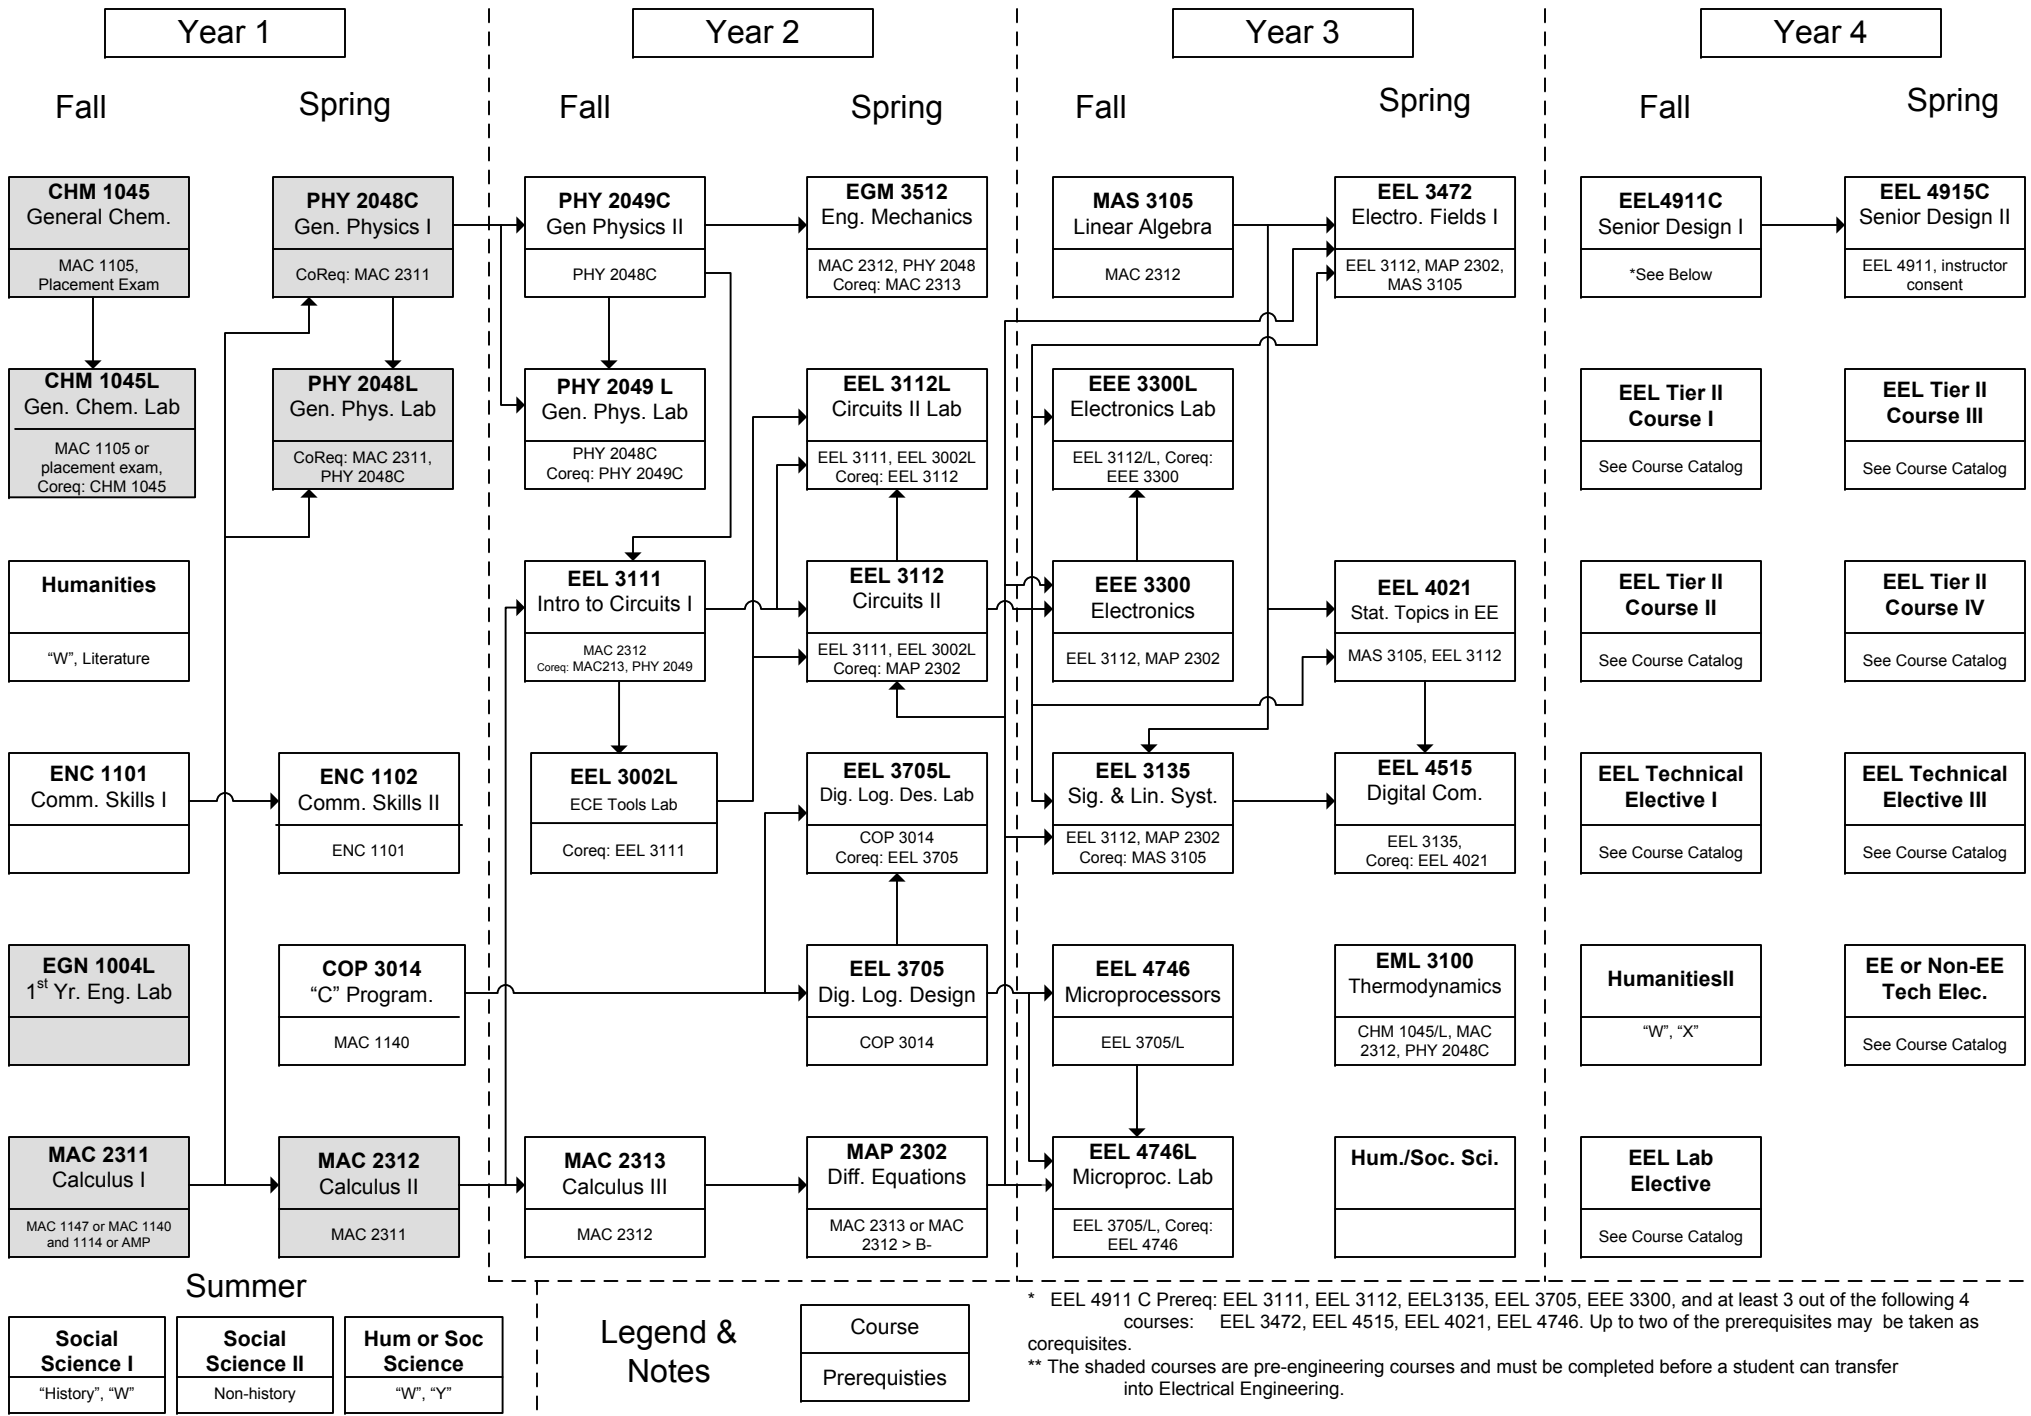 Year 1
Year 2
Year 3
Year 4
Fall
Spring
Fall
Spring
Fall
Spring
Fall
Spring
CHM 1045
General Chem.
MAC 1105,
Placement Exam
PHY 2048C
Gen. Physics I
CoReq: MAC 2311
PHY 2049C
Gen Physics II
PHY 2048C
EGM 3512
Eng. Mechanics
MAC 2312, PHY 2048
Coreq: MAC 2313
MAS 3105
Linear Algebra
MAC 2312
EEL 3472
Electro. Fields I
EEL 3112, MAP 2302,
MAS 3105
EEL4911C
Senior Design I
*See Below
EEL 4915C
Senior Design II
EEL 4911, instructor
consent
CHM 1045L
Gen. Chem. Lab
MAC 1105 or
placement exam,
Coreq: CHM 1045
PHY 2048L
Gen. Phys. Lab
CoReq: MAC 2311,
PHY 2048C
PHY 2049 L
Gen. Phys. Lab
PHY 2048C
Coreq: PHY 2049C
EEL 3112L
Circuits II Lab
EEL 3111, EEL 3002L
Coreq: EEL 3112
EEE 3300L
Electronics Lab
EEL 3112/L, Coreq:
EEE 3300
EEL Tier II
Course I
See Course Catalog
EEL Tier II
Course III
See Course Catalog
Humanities
“W”, Literature
EEL 3111
Intro to Circuits I
MAC 2312
Coreq: MAC213, PHY 2049
EEL 3112
Circuits II
EEL 3111, EEL 3002L
Coreq: MAP 2302
EEE 3300
Electronics
EEL 3112, MAP 2302
EEL 4021
Stat. Topics in EE
MAS 3105, EEL 3112
EEL Tier II
Course II
See Course Catalog
EEL Tier II
Course IV
See Course Catalog
ENC 1101
Comm. Skills I
ENC 1102
Comm. Skills II
ENC 1101
EEL 3002L
ECE Tools Lab
Coreq: EEL 3111
EEL 3705L
Dig. Log. Des. Lab
COP 3014
Coreq: EEL 3705
EEL 3135
Sig. & Lin. Syst.
EEL 3112, MAP 2302
Coreq: MAS 3105
EEL 4515
Digital Com.
EEL 3135,
Coreq: EEL 4021
EEL Technical
Elective I
See Course Catalog
EEL Technical
Elective III
See Course Catalog
EGN 1004L
1st Yr. Eng. Lab
COP 3014
“C” Program.
MAC 1140
EEL 3705
Dig. Log. Design
COP 3014
EEL 4746
Microprocessors
EEL 3705/L
EML 3100
Thermodynamics
CHM 1045/L, MAC
2312, PHY 2048C
HumanitiesII
“W”, “X”
EE or Non-EE
Tech Elec.
See Course Catalog
MAC 2311
Calculus I
MAC 1147 or MAC 1140
and 1114 or AMP
MAC 2312
Calculus II
MAC 2311
MAC 2313
Calculus III
MAC 2312
MAP 2302
Diff. Equations
MAC 2313 or MAC
2312 > B-
EEL 4746L
Microproc. Lab
EEL 3705/L, Coreq:
EEL 4746
Hum./Soc. Sci.
EEL Lab
Elective
See Course Catalog
Summer
Social
Science I
“History”, “W”
Social
Science II
Non-history
Hum or Soc
Science
“W”, “Y”
Legend &
Notes
Course
Prerequisties
* EEL 4911 C Prereq: EEL 3111, EEL 3112, EEL3135, EEL 3705, EEE 3300, and at least 3 out of the following 4
courses: EEL 3472, EEL 4515, EEL 4021, EEL 4746. Up to two of the prerequisites may be taken as
corequisites.
** The shaded courses are pre-engineering courses and must be completed before a student can transfer
into Electrical Engineering.